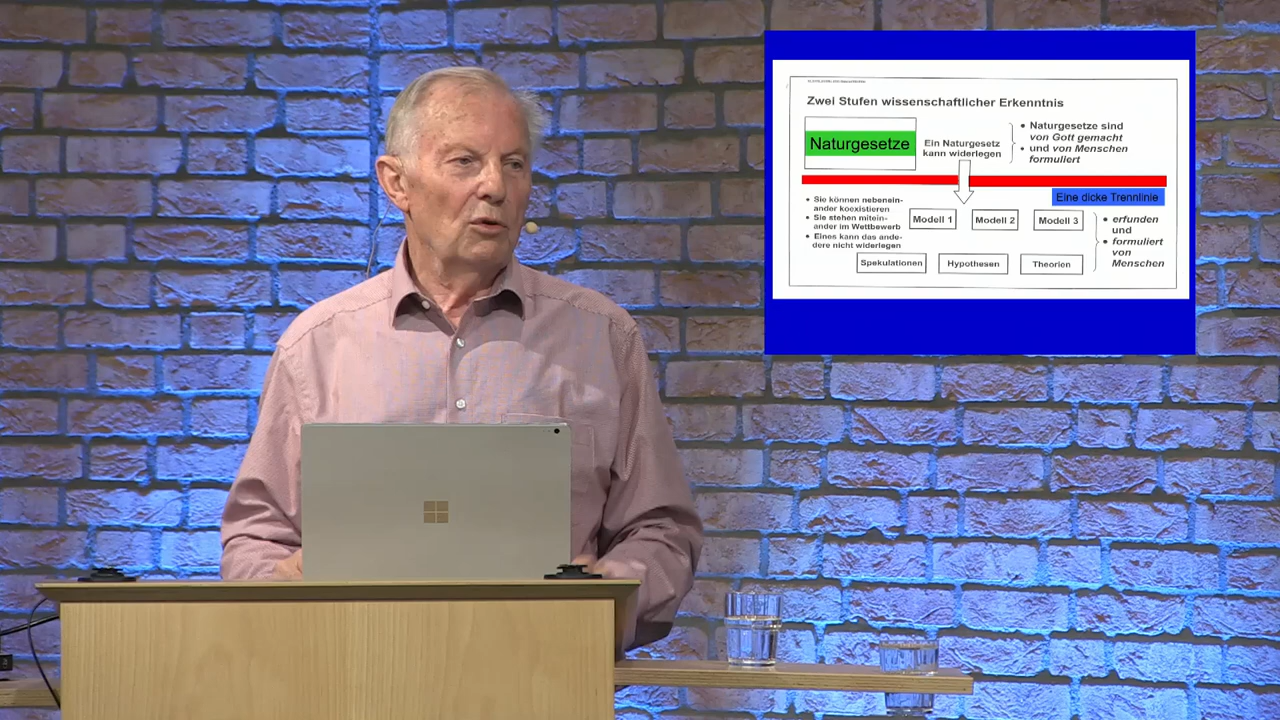 Zwei Stufen wissenschaftlicher Erkenntnis
Naturgesetze
Ein Naturgesetz
kann widerlegen
• Naturgesetze sind
von Gott gemacht
• und von Menschen
formuliert
Eine dicke Trennlinie
• Sie können nebenein-
ander koexistieren
• Sie stehen mitein-
ander im Wettbewerb
• Eines kann das ande-
dere nicht widerlegen
Modell 1
Modell 2
Modell 3
• erfunden
und
• formuliert
von
Menschen
Spekulationen
Hypothesen
Theorien